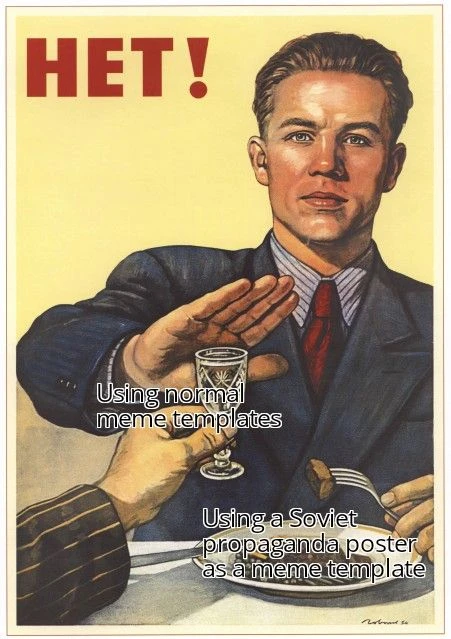 НЕТ!
Using normal
meme templates
Using a Soviet
propaganda poster
as a meme template